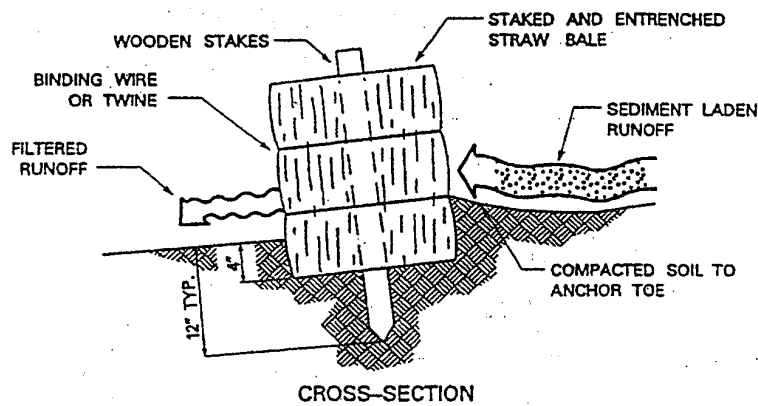 WOODEN STAKES
STAKED AND ENTRENCHED
STRAW BALE
BINDING WIRE
OR TWINE
SEDIMENT LADEN
RUNOFF
FILTERED
RUNOFF
4"
12" TYP.
COMPACTED SOIL TO
ANCHOR TOE
CROSS-SECTION